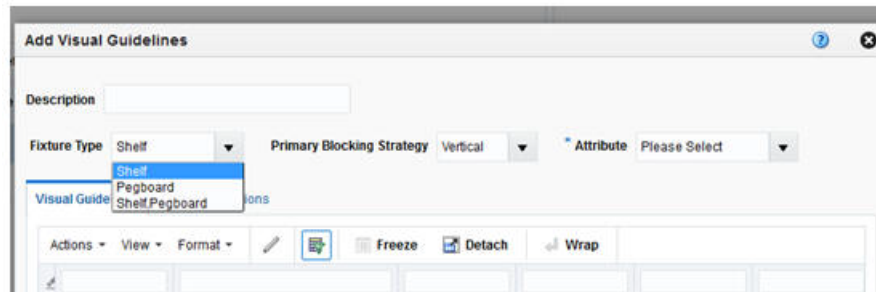 Add Visual Guidelines
Description
Fixture Type Shelf Primary Blocking Strategy Vertical * Attribute Please Select
Shelf
Pegboard
Shelf,Pegboard
Visual Guide ions
Actions View Format Freeze Detach Wrap